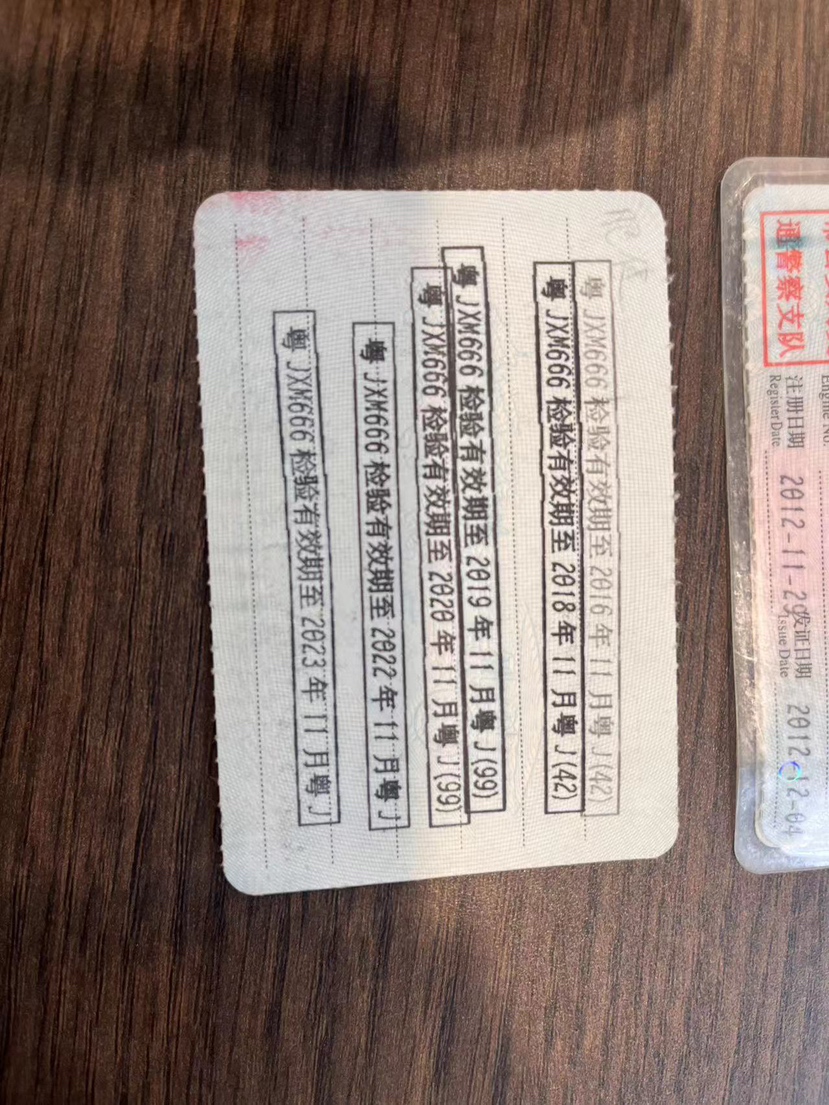 粤JXM666检验有效期至2016年11月粤J(42)
粤JXM666检验有效期至2018年11月粤J(42)
粤JXM666检验有效期至2019年11月粤J(99)
粤JXM666检验有效期至2020年11月粤J(99)
粤JXM666检验有效期至2022年11月粤J
粤JXM666检验有效期至2023年11月粤J
Engine No.
通警察支队
注册日期 2012-11-29 发证日期 2012-12-04
Register Date Issue Date